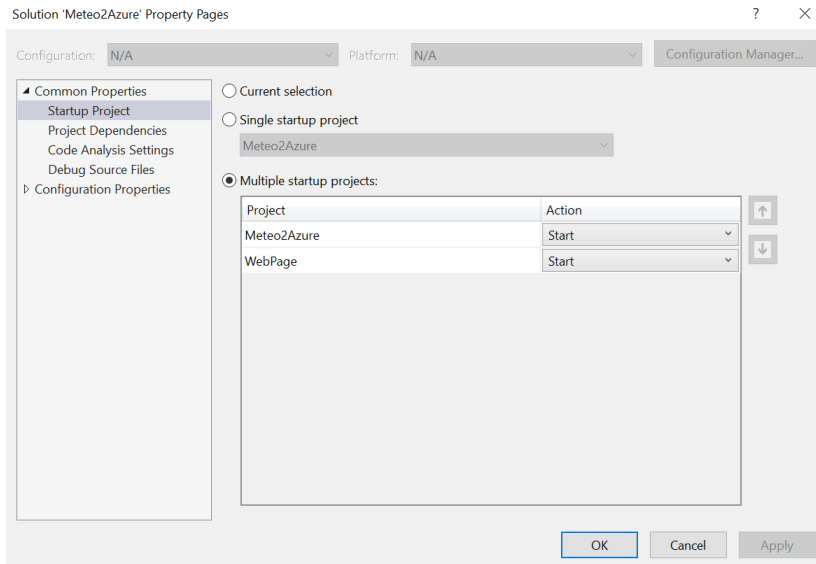 Solution 'Meteo2Azure' Property Pages
?
Configuration: N/A Platform: N/A Configuration Manager...
Common Properties
Startup Project
Project Dependencies
Code Analysis Settings
Debug Source Files
Configuration Properties
Current selection
Single startup project
Meteo2Azure
Multiple startup projects:
Project Action
Meteo2Azure Start
WebPage Start
OK Cancel Apply